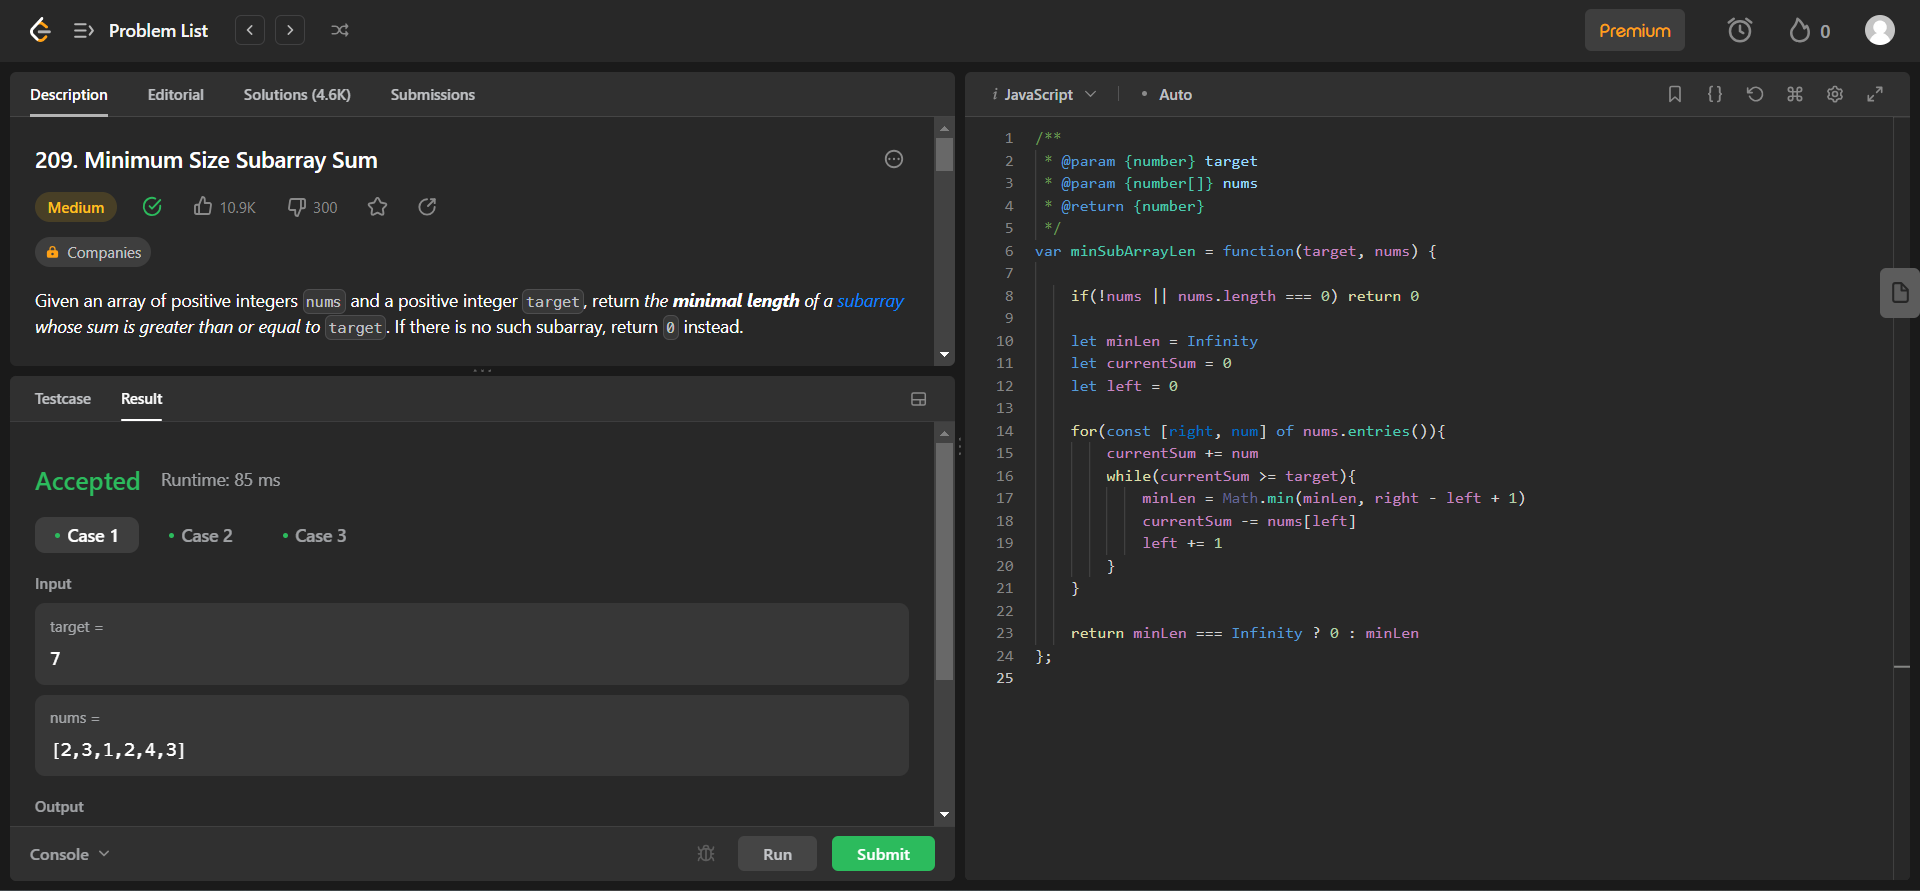 Problem List
Premium
0
Description Editorial Solutions (4.6K) Submissions
209. Minimum Size Subarray Sum
Medium 10.9K 300
Companies
Given an array of positive integers nums and a positive integer target, return the minimal length of a subarray
whose sum is greater than or equal to target. If there is no such subarray, return 0 instead.
Testcase Result
Accepted Runtime: 85 ms
• Case 1 • Case 2 • Case 3
Input
target =
7
nums =
[2,3,1,2,4,3]
Output
Console Run Submit
i JavaScript • Auto
1 /**
2 * @param {number} target
3 * @param {number[]} nums
4 * @return {number}
5 */
6 var minSubArrayLen = function(target, nums) {
7
8 if(!nums || nums.length === 0) return 0
9
10 let minLen = Infinity
11 let currentSum = 0
12 let left = 0
13
14 for(const [right, num] of nums.entries()){
15 currentSum += num
16 while(currentSum >= target){
17 minLen = Math.min(minLen, right - left + 1)
18 currentSum -= nums[left]
19 left += 1
20 }
21 }
22
23 return minLen === Infinity ? 0 : minLen
24 };
25